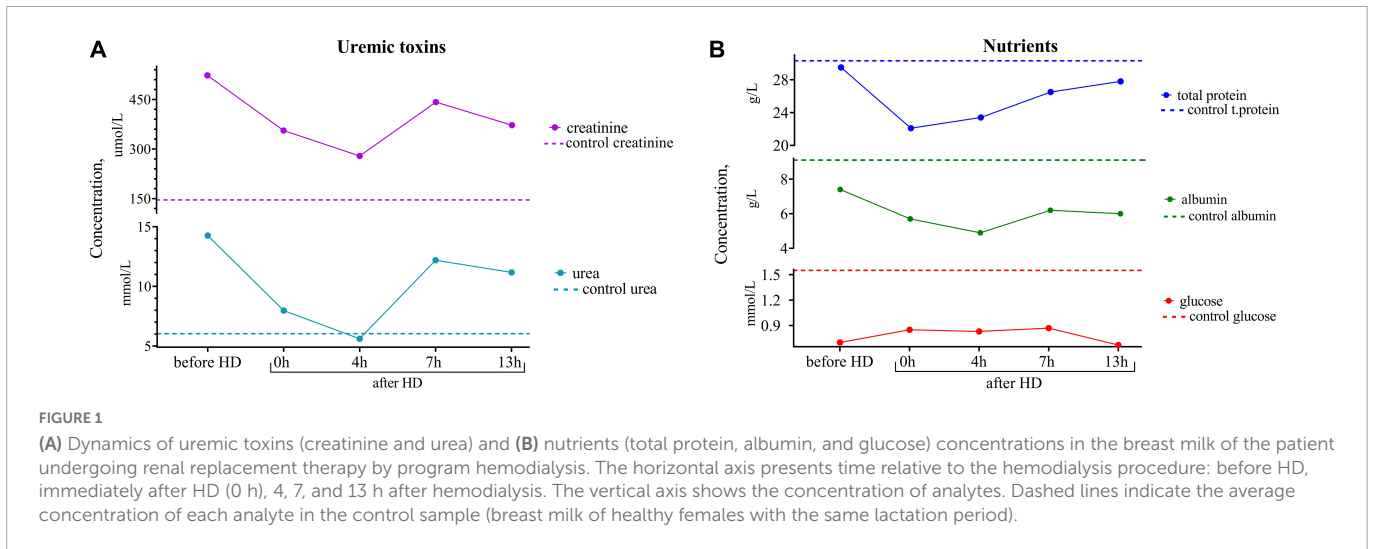 A
Uremic toxins
Concentration,
umol/L
450
300
150
creatinine
control creatinine
mmol/L
15
10
5
urea
control urea
before HD 0h 4h 7h 13h
after HD
B
Nutrients
Concentration,
g/L
28
24
20
total protein
control t.protein
g/L
8
6
4
albumin
control albumin
mmol/L
1.5
1.2
0.9
glucose
control glucose
before HD 0h 4h 7h 13h
after HD
FIGURE 1
(A) Dynamics of uremic toxins (creatinine and urea) and (B) nutrients (total protein, albumin, and glucose) concentrations in the breast milk of the patient
undergoing renal replacement therapy by program hemodialysis. The horizontal axis presents time relative to the hemodialysis procedure: before HD,
immediately after HD (0 h), 4, 7, and 13 h after hemodialysis. The vertical axis shows the concentration of analytes. Dashed lines indicate the average
concentration of each analyte in the control sample (breast milk of healthy females with the same lactation period).